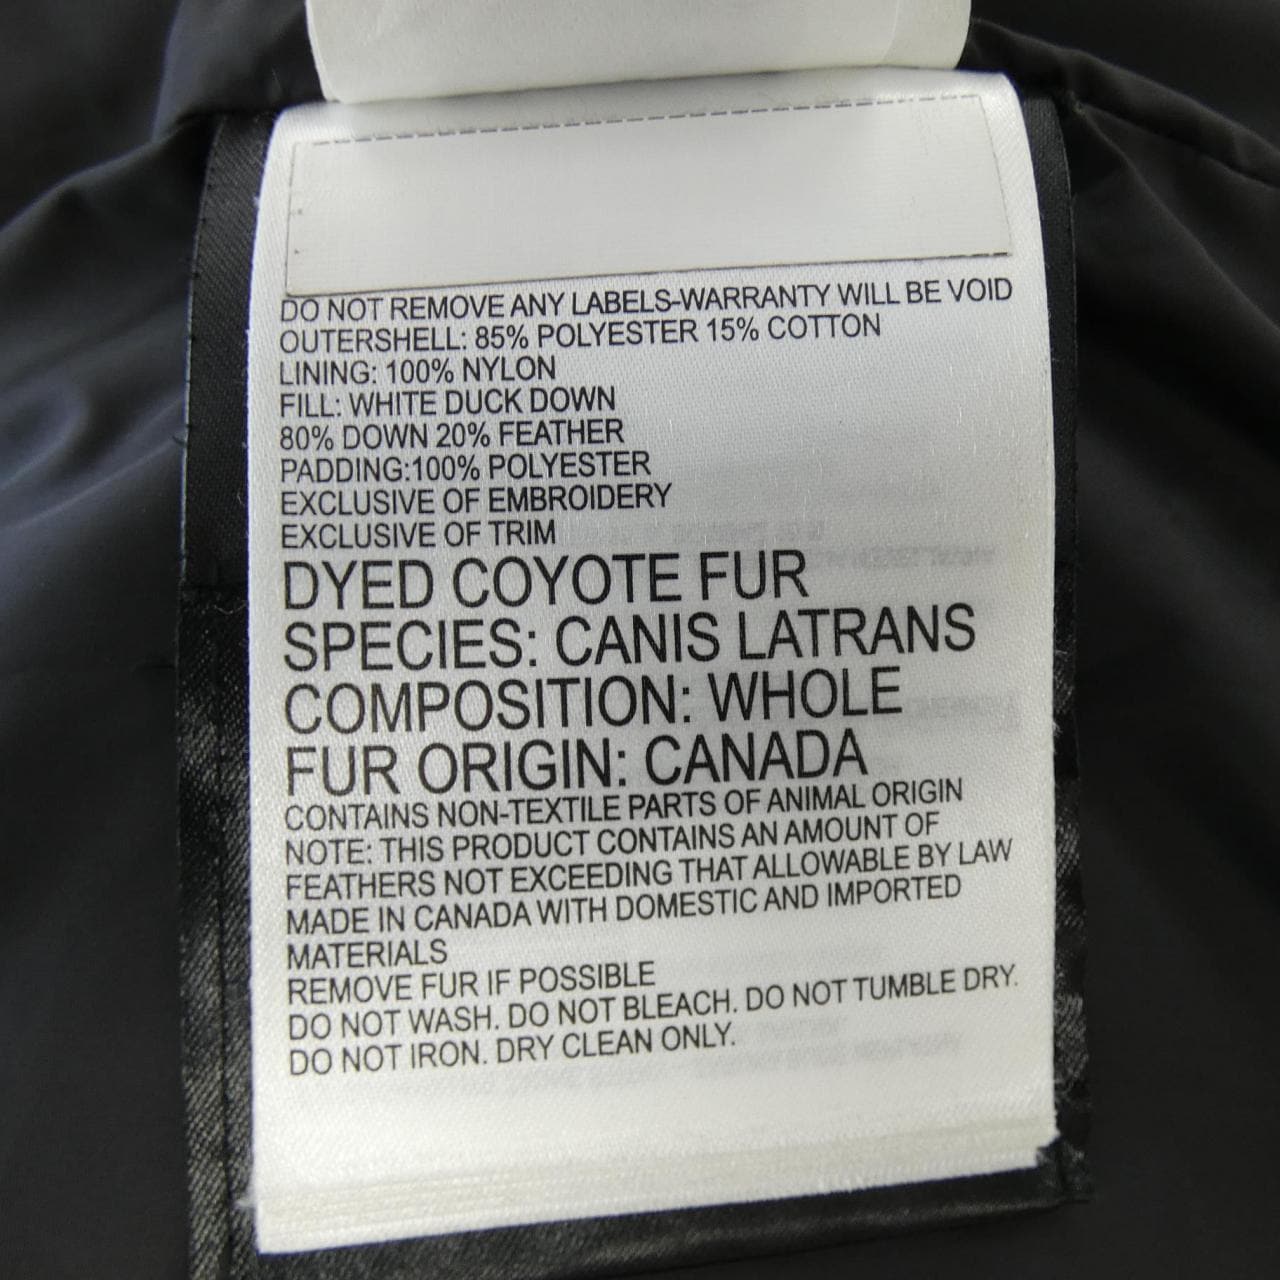 DO NOT REMOVE ANY LABELS-WARRANTY WILL BE VOID
OUTERSHELL: 85% POLYESTER 15% COTTON
LINING: 100% NYLON
FILL: WHITE DUCK DOWN
80% DOWN 20% FEATHER
PADDING:100% POLYESTER
EXCLUSIVE OF EMBROIDERY
EXCLUSIVE OF TRIM
DYED COYOTE FUR
SPECIES: CANIS LATRANS
COMPOSITION: WHOLE
FUR ORIGIN: CANADA
CONTAINS NON-TEXTILE PARTS OF ANIMAL ORIGIN
NOTE: THIS PRODUCT CONTAINS AN AMOUNT OF
FEATHERS NOT EXCEEDING THAT ALLOWABLE BY LAW
MADE IN CANADA WITH DOMESTIC AND IMPORTED
MATERIALS
REMOVE FUR IF POSSIBLE
DO NOT WASH. DO NOT BLEACH. DO NOT TUMBLE DRY.
DO NOT IRON. DRY CLEAN ONLY.